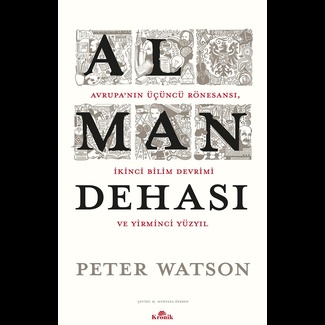 AL
AVRUPA'NIN ÜÇÜNCÜ RÖNESANSI,
MAN
İKİNCİ BİLİM DEVRİMİ
DEHASI
VE YİRMİNCİ YÜZYIL
PETER WATSON
Kronik